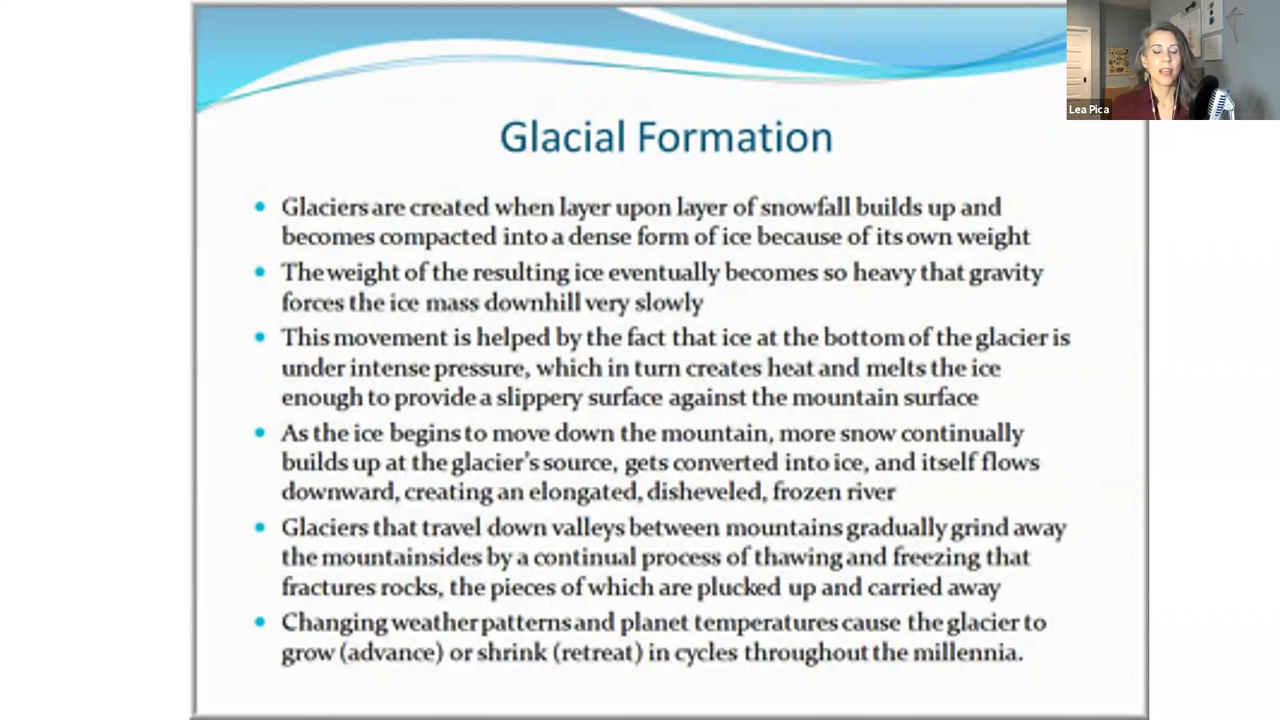 Lea Pica
Glacial Formation
• Glaciers are created when layer upon layer of snowfall builds up and
becomes compacted into a dense form of ice because of its own weight
• The weight of the resulting ice eventually becomes so heavy that gravity
forces the ice mass downhill very slowly
• This movement is helped by the fact that ice at the bottom of the glacier is
under intense pressure, which in turn creates heat and melts the ice
enough to provide a slippery surface against the mountain surface
• As the ice begins to move down the mountain, more snow continually
builds up at the glacier's source, gets converted into ice, and itself flows
downward, creating an elongated, disheveled, frozen river
• Glaciers that travel down valleys between mountains gradually grind away
the mountainsides by a continual process of thawing and freezing that
fractures rocks, the pieces of which are plucked up and carried away
• Changing weather patterns and planet temperatures cause the glacier to
grow (advance) or shrink (retreat) in cycles throughout the millennia.